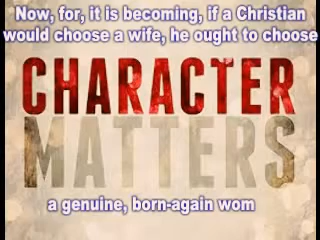 Now, for, it is becoming, if a Christian
would choose a wife, he ought to choose
CHARACTER
MATTERS
a genuine, born-again wom